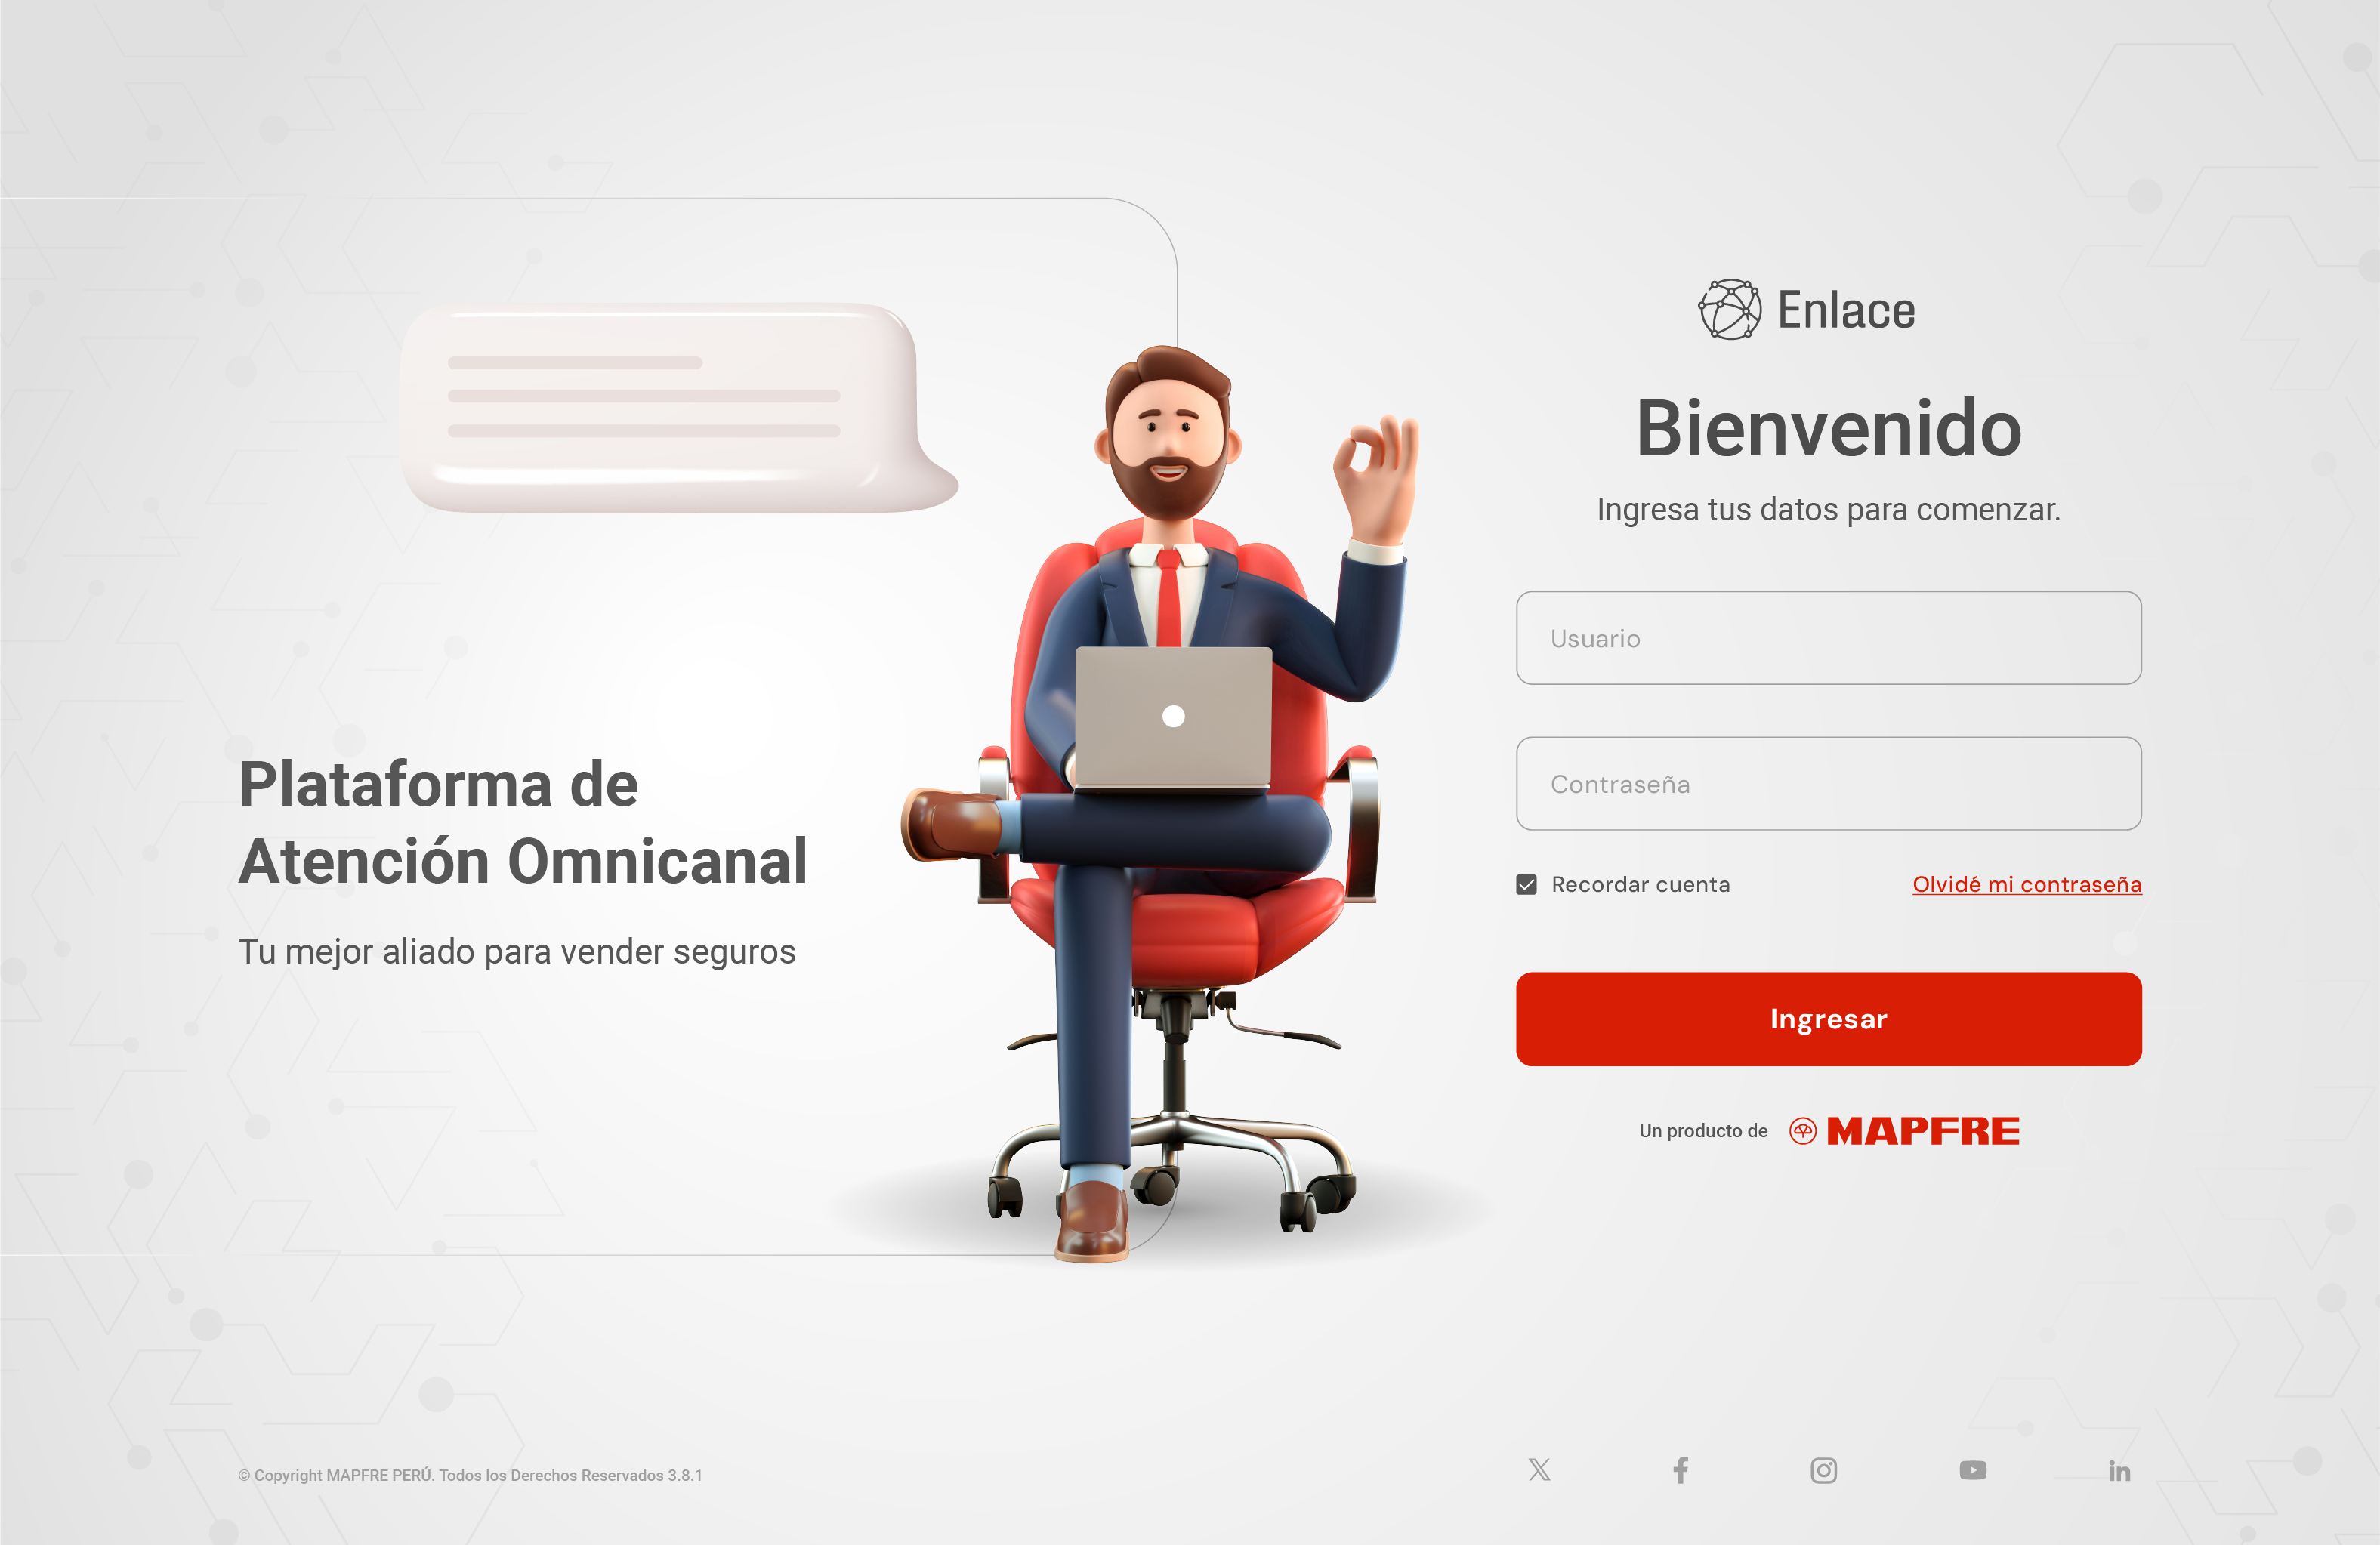 Enlace
Bienvenido
Ingresa tus datos para comenzar.
Usuario
Contraseña
Recordar cuenta
Olvidé mi contraseña
Ingresar
Un producto de MAPFRE
Plataforma de
Atención Omnicanal
Tu mejor aliado para vender seguros
© Copyright MAPFRE PERÚ. Todos los Derechos Reservados 3.8.1